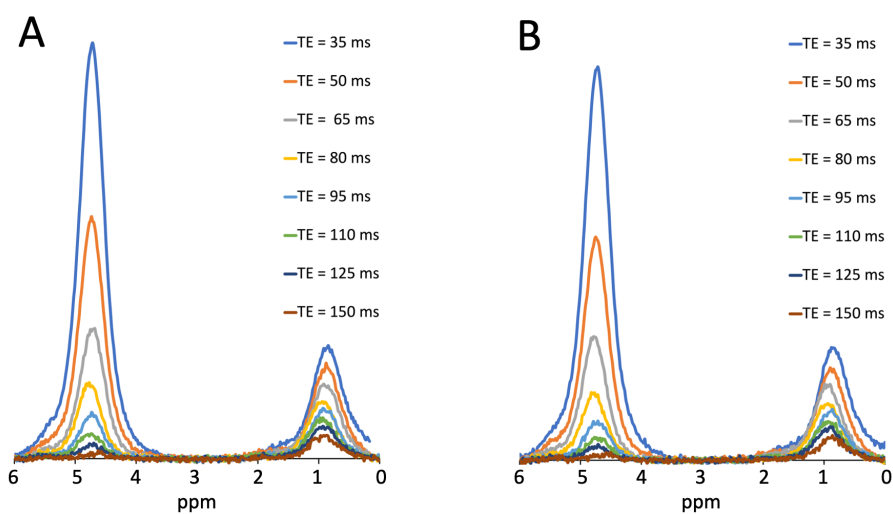 A
TE = 35 ms
TE = 50 ms
TE =  65 ms
TE = 80 ms
TE = 95 ms
TE = 110 ms
TE = 125 ms
TE = 150 ms
6 5 4 3 2 1 0
ppm
B
TE = 35 ms
TE = 50 ms
TE = 65 ms
TE = 80 ms
TE = 95 ms
TE = 110 ms
TE = 125 ms
TE = 150 ms
6 5 4 3 2 1 0
ppm